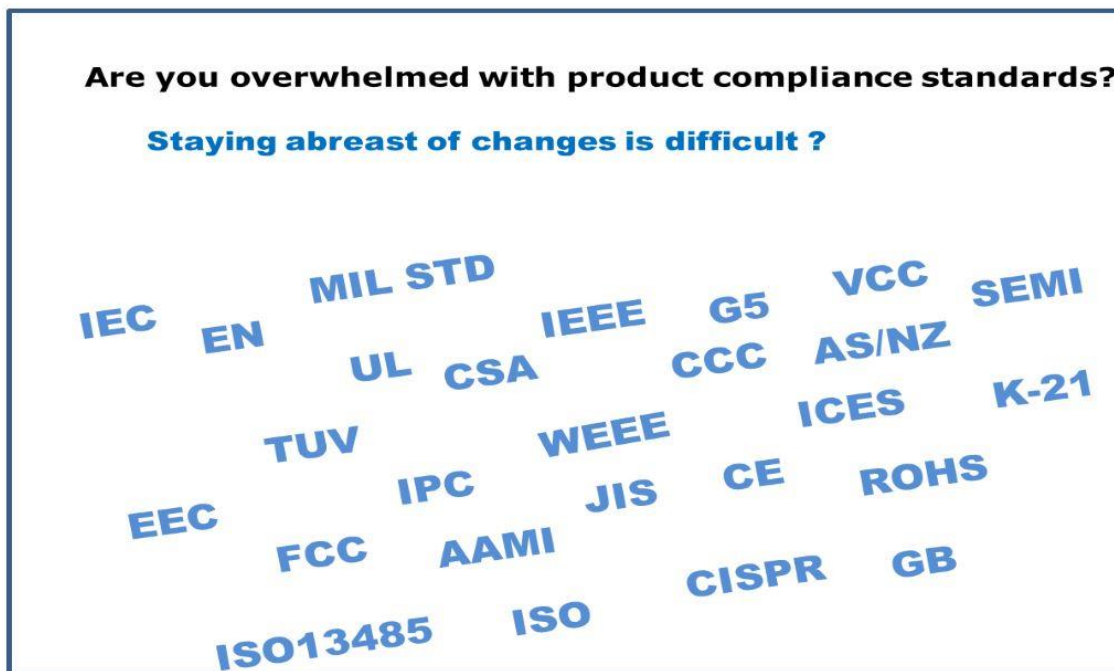 Are you overwhelmed with product compliance standards?
Staying abreast of changes is difficult ?
MIL STD
VCC
SEMI
IEC
EN
IEEE
G5
UL
CSA
CCC
AS/NZ
TUV
WEEE
ICES
K-21
IPC
JIS
CE
ROHS
EEC
FCC
AAMI
CISPR
GB
ISO13485
ISO